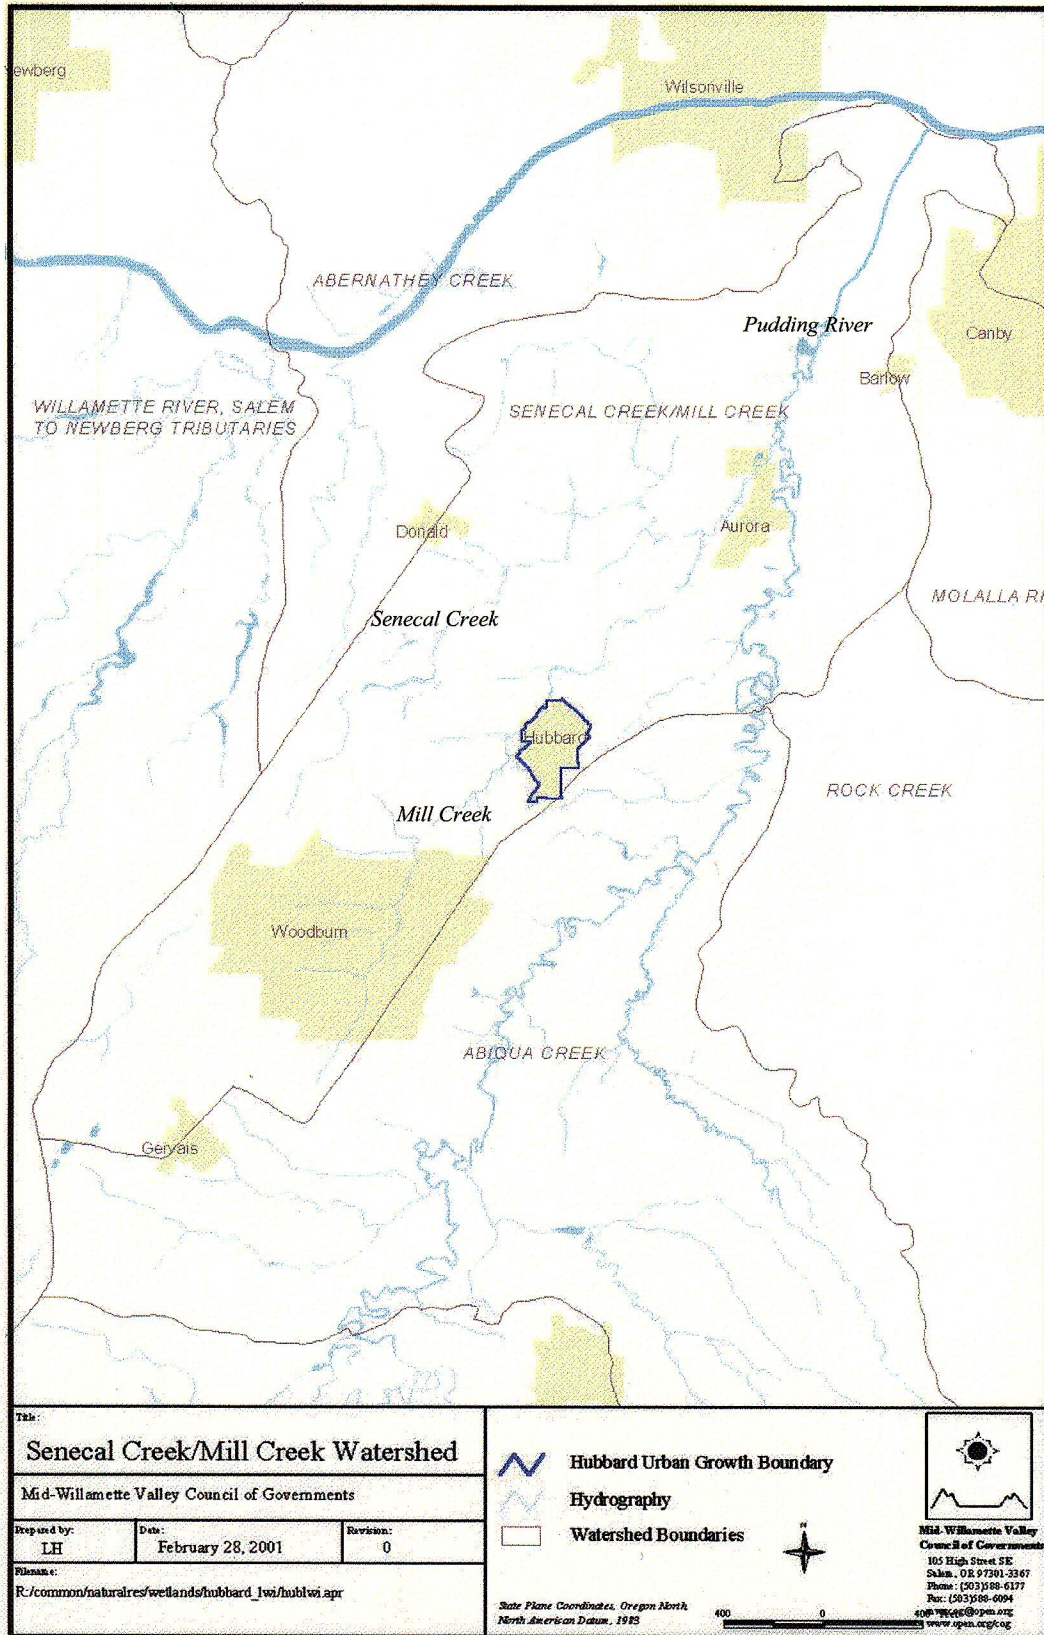 ewberg
Wilsonville
ABERNATHEY CREEK
Pudding River
Canby
Barlow
WILLAMETTE RIVER, SALEM
TO NEWBERG TRIBUTARIES
SENECAL CREEK/MILL CREEK
Donald
Aurora
MOLALLA RI
Senecal Creek
Hubbard
ROCK CREEK
Mill Creek
Woodburn
ABIQUA CREEK
Gervais
Title:
Senecal Creek/Mill Creek Watershed
Mid-Willamette Valley Council of Governments
Prepared by:
LH
Date:
February 28, 2001
Revision:
0
Filename:
R:/common/naturalres/wetlands/hubbard_lwi/hublwi.apr
Hubbard Urban Growth Boundary
Hydrography
Watershed Boundaries
N
State Plane Coordinates, Oregon North
North American Datum, 1983
400 0 400
Mid-Willamette Valley
Council of Governments
105 High Street SE
Salem, OR 97301-3367
Phone: (503)588-6177
Fax: (503)588-6094
www.open.org/cog